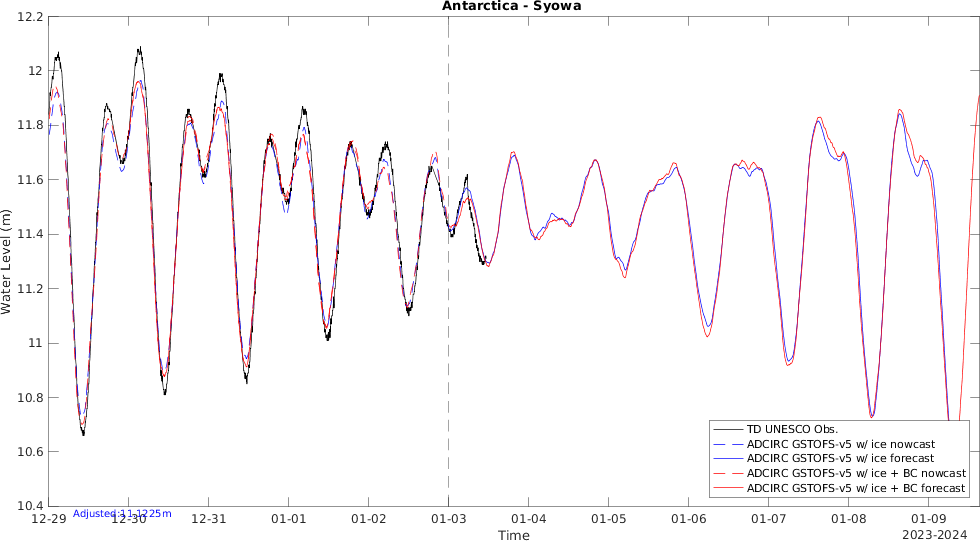 Antarctica - Syowa
Water Level (m)
12.2
12
11.8
11.6
11.4
11.2
11
10.8
10.6
10.4
TD UNESCO Obs.
ADCIRC GSTOFS-v5 w/ ice nowcast
ADCIRC GSTOFS-v5 w/ ice forecast
ADCIRC GSTOFS-v5 w/ ice + BC nowcast
ADCIRC GSTOFS-v5 w/ ice + BC forecast
Adjusted:11.1225m
12-29 12-30 12-31 01-01 01-02 01-03 01-04 01-05 01-06 01-07 01-08 01-09
Time
2023-2024